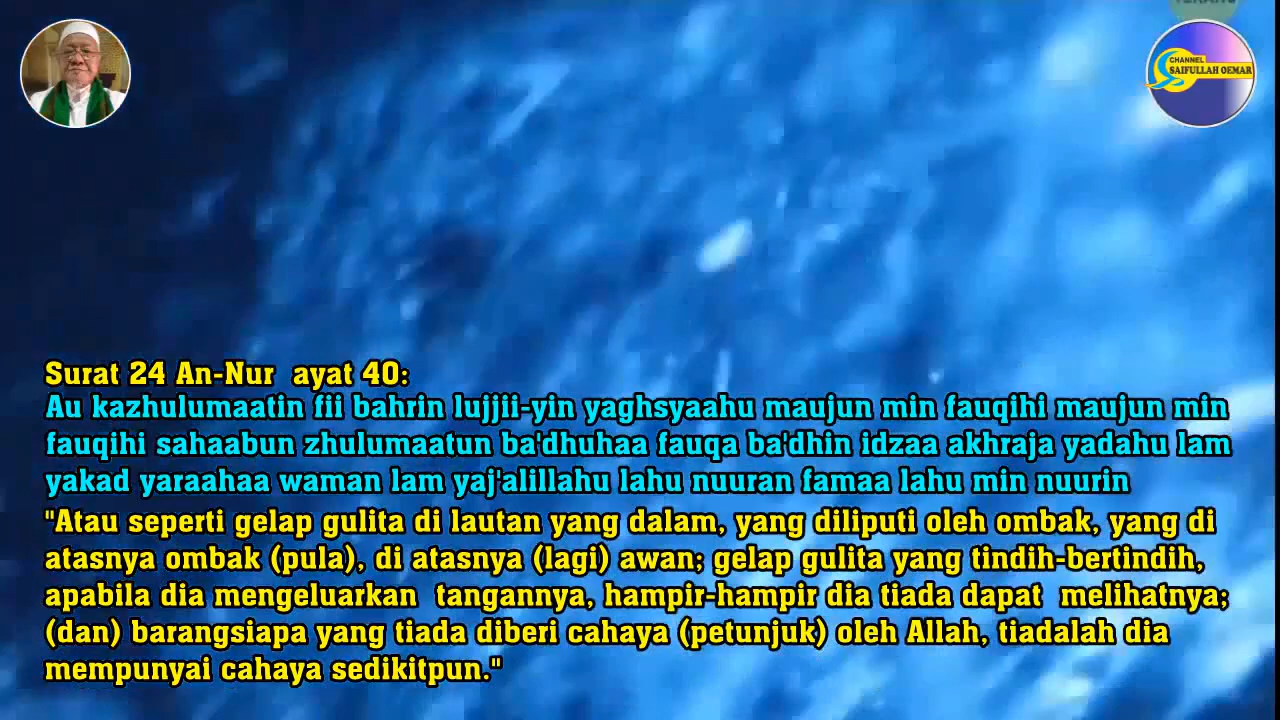 CHANNEL
SAIFULLAH OEMAR
Surat 24 An-Nur ayat 40:
Au kazhulumaatin fii bahrin lujjii-yin yaghsyaahu maujun min fauqihi maujun min
fauqihi sahaabun zhulumaatun ba'dhuhaa fauqa ba'dhin idzaa akhraja yadahu lam
yakad yaraahaa waman lam yaj'alillahu lahu nuuran famaa lahu min nuurin
"Atau seperti gelap gulita di lautan yang dalam, yang diliputi oleh ombak, yang di
atasnya ombak (pula), di atasnya (lagi) awan; gelap gulita yang tindih-bertindih,
apabila dia mengeluarkan tangannya, hampir-hampir dia tiada dapat melihatnya;
(dan) barangsiapa yang tiada diberi cahaya (petunjuk) oleh Allah, tiadalah dia
mempunyai cahaya sedikitpun."